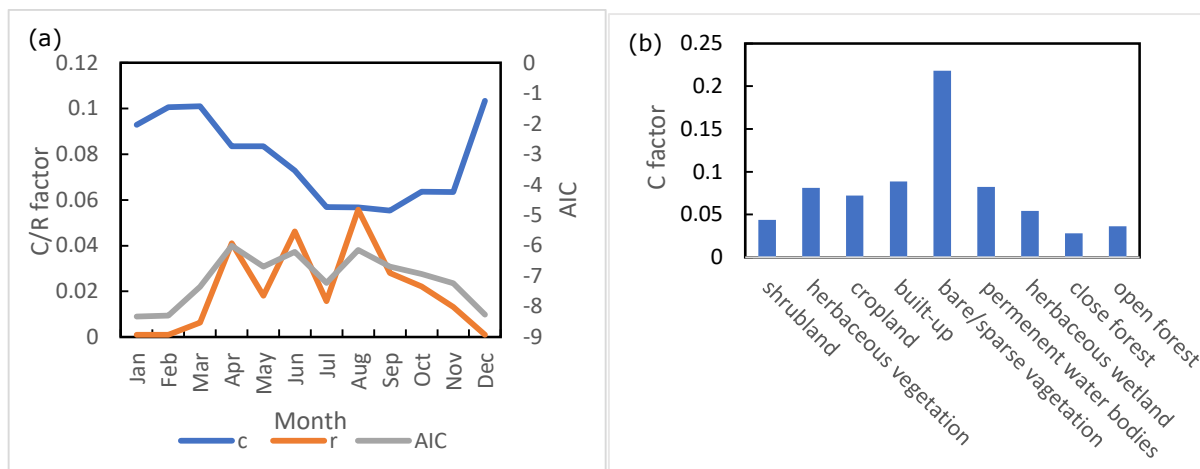 (a)
0.12
0.1
0.08
0.06
0.04
0.02
0
C/R factor
0
-1
-2
-3
-4
-5
-6
-7
-8
-9
AIC
Jan
Feb
Mar
Apr
May
Jun
Jul
Aug
Sep
Oct
Nov
Dec
Month
c r AIC
(b)
0.25
0.2
0.15
0.1
0.05
0
C factor
shrubland
herbaceous vegetation
cropland
built-up
bare/sparse vagetation
permenent water bodies
herbaceous wetland
close forest
open forest